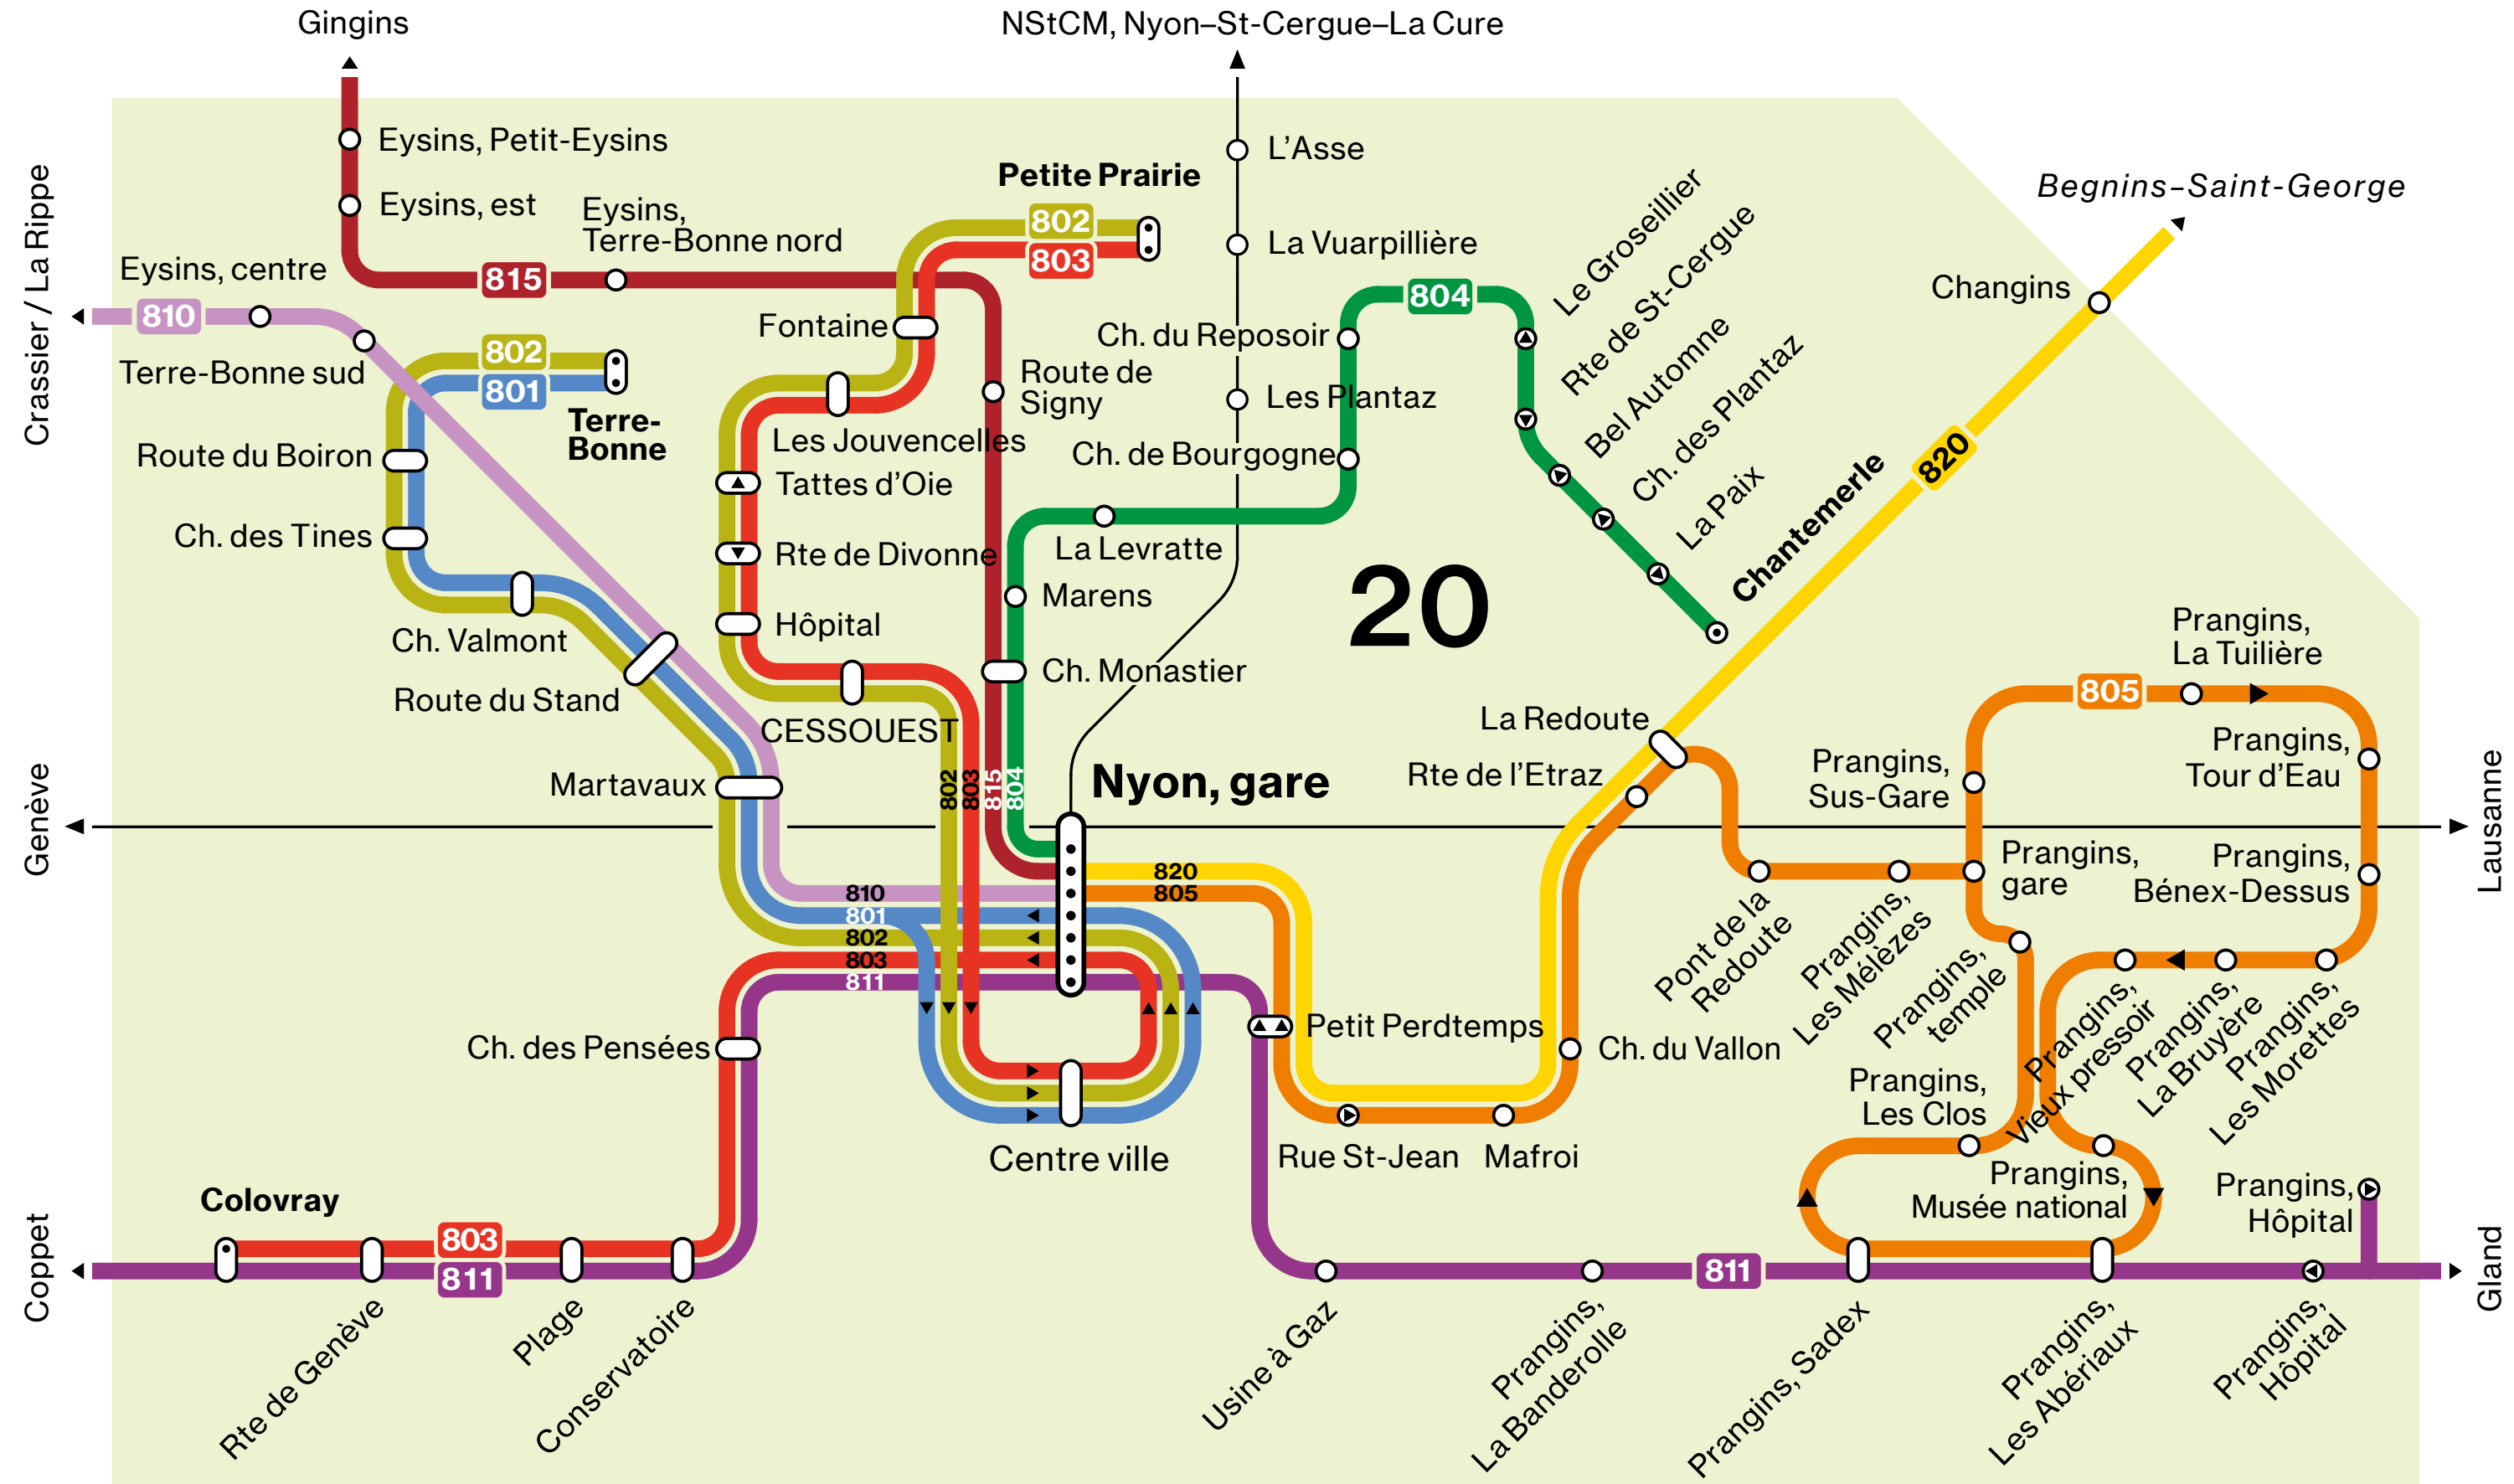 Gingins
NStCM, Nyon–St-Cergue–La Cure
Eysins, Petit-Eysins
L’Asse
Petite Prairie
Begnins–Saint-George
Crassier / La Rippe
Eysins, est
Eysins,
Terre-Bonne nord
802
803
La Vuarpillière
Le Groseillier
Rte de St-Cergue
Bel Automne
Ch. des Plantaz
La Paix
Chantemerle
Eysins, centre
815
804
Changins
810
Fontaine
Ch. du Reposoir
Terre-Bonne sud
802
801
Terre-
Bonne
Route de
Signy
Les Plantaz
Route du Boiron
Les Jouvencelles
Ch. de Bourgogne
820
Tattes d’Oie
Ch. des Tines
Rte de Divonne
La Levratte
20
Marens
Hôpital
Ch. Valmont
Route du Stand
Ch. Monastier
Prangins,
La Tuilière
805
CESSOUEST
La Redoute
Rte de l’Etraz
Prangins,
Sus-Gare
Prangins,
Tour d’Eau
Martavaux
802
803
815
804
Nyon, gare
Genève
Lausanne
Prangins,
gare
Prangins,
Bénex-Dessus
820
805
810
801
802
803
811
Pont de la
Redoute
Prangins,
Les Mélèzes
Prangins,
temple
Prangins,
Vieux pressoir
Prangins,
La Bruyère
Prangins,
Les Morettes
Ch. des Pensées
Petit Perdtemps
Ch. du Vallon
Prangins,
Les Clos
Centre ville
Rue St-Jean
Mafroi
Prangins,
Musée national
Prangins,
Hôpital
Colovray
803
811
811
Coppet
Gland
Rte de Genève
Plage
Conservatoire
Usine à Gaz
Prangins,
La Banderolle
Prangins, Sadex
Prangins,
Les Abériaux
Prangins,
Hôpital